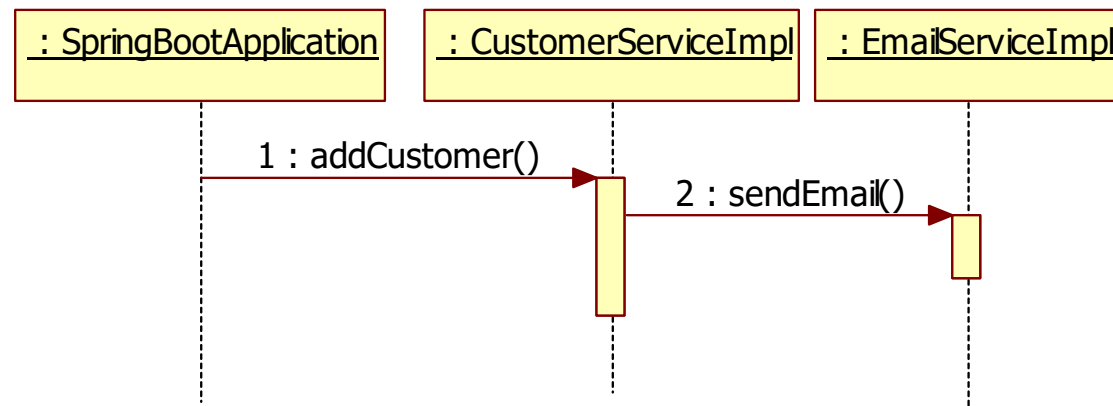 : SpringBootApplication
: CustomerServiceImpl
: EmailServiceImpl
1 : addCustomer()
2 : sendEmail()